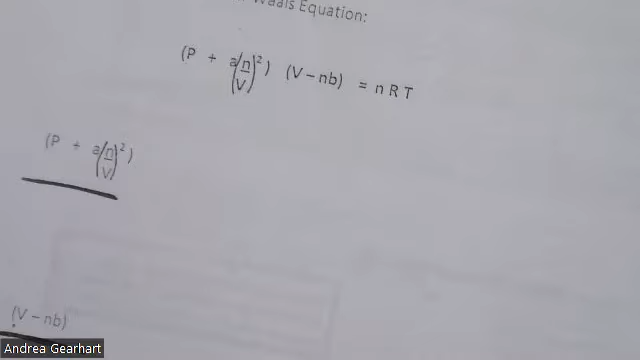 Waals Equation:
(P + a(n/V)²) (V – nb) = n R T
(P + a(n/V)²)
(V – nb)
Andrea Gearhart